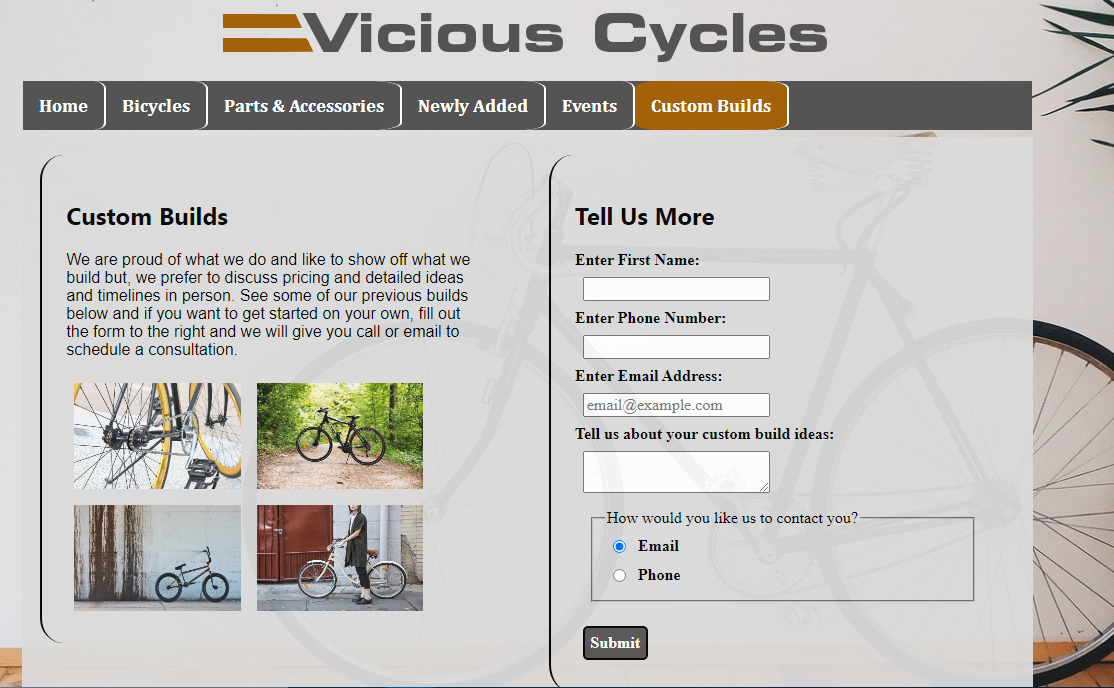 Vicious Cycles
Home
Bicycles
Parts & Accessories
Newly Added
Events
Custom Builds
Custom Builds
We are proud of what we do and like to show off what we
build but, we prefer to discuss pricing and detailed ideas
and timelines in person. See some of our previous builds
below and if you want to get started on your own, fill out
the form to the right and we will give you call or email to
schedule a consultation.
Tell Us More
Enter First Name:
Enter Phone Number:
Enter Email Address:
email@example.com
Tell us about your custom build ideas:
How would you like us to contact you?
Email
Phone
Submit